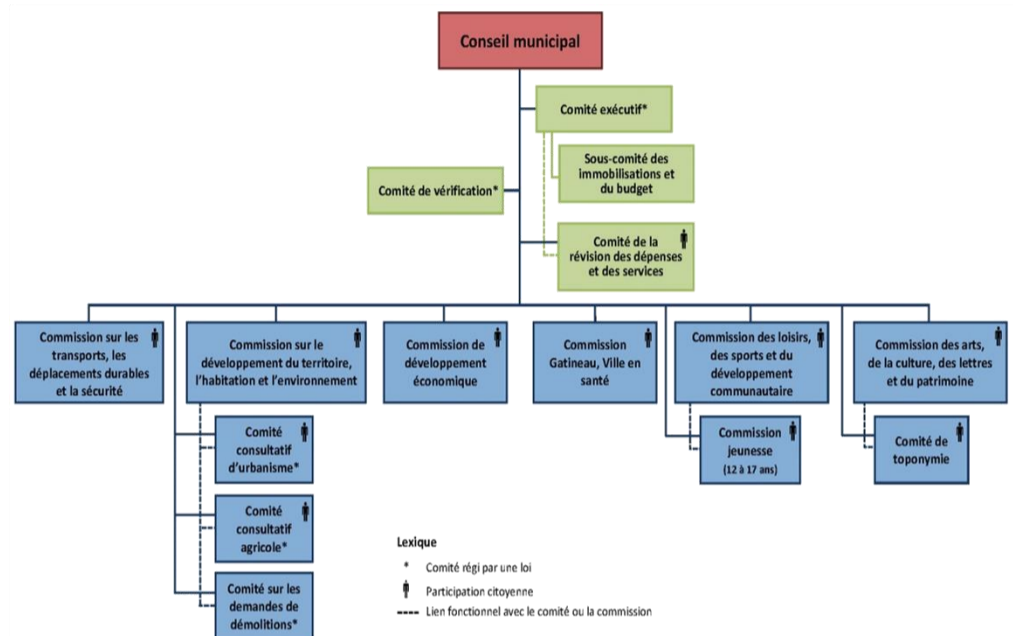 Conseil municipal
Comité exécutif*
Sous-comité des
immobilisations et
du budget
Comité de vérification*
Comité de la
révision des dépenses
et des services
Commission sur les
transports, les
déplacements durables
et la sécurité
Commission sur le
développement du territoire,
l'habitation et l'environnement
Commission de
développement
économique
Commission
Gatineau, Ville en
santé
Commission des loisirs,
des sports et du
développement
communautaire
Commission des arts,
de la culture, des lettres
et du patrimoine
Comité
consultatif
d'urbanisme*
Commission
jeunesse
(12 à 17 ans)
Comité de
toponymie
Comité
consultatif
agricole*
Comité sur les
demandes de
démolitions*
Lexique
* Comité régi par une loi
Participation citoyenne
Lien fonctionnel avec le comité ou la commission